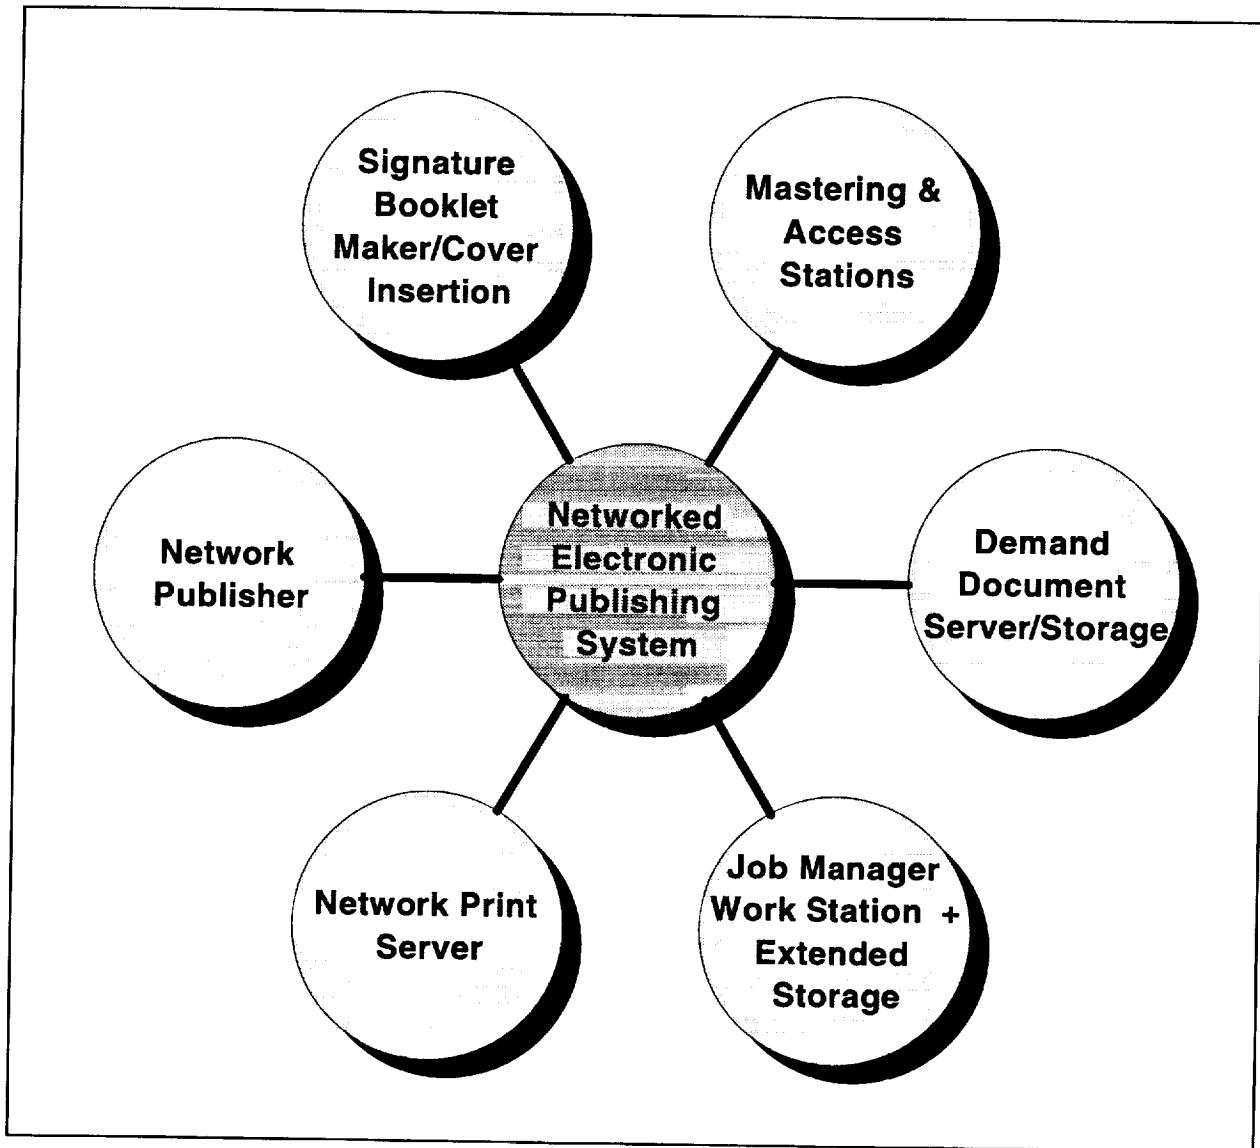 Signature
Booklet
Maker/Cover
Insertion
Mastering &
Access
Stations
Network
Publisher
Networked
Electronic
Publishing
System
Demand
Document
Server/Storage
Network Print
Server
Job Manager
Work Station +
Extended
Storage